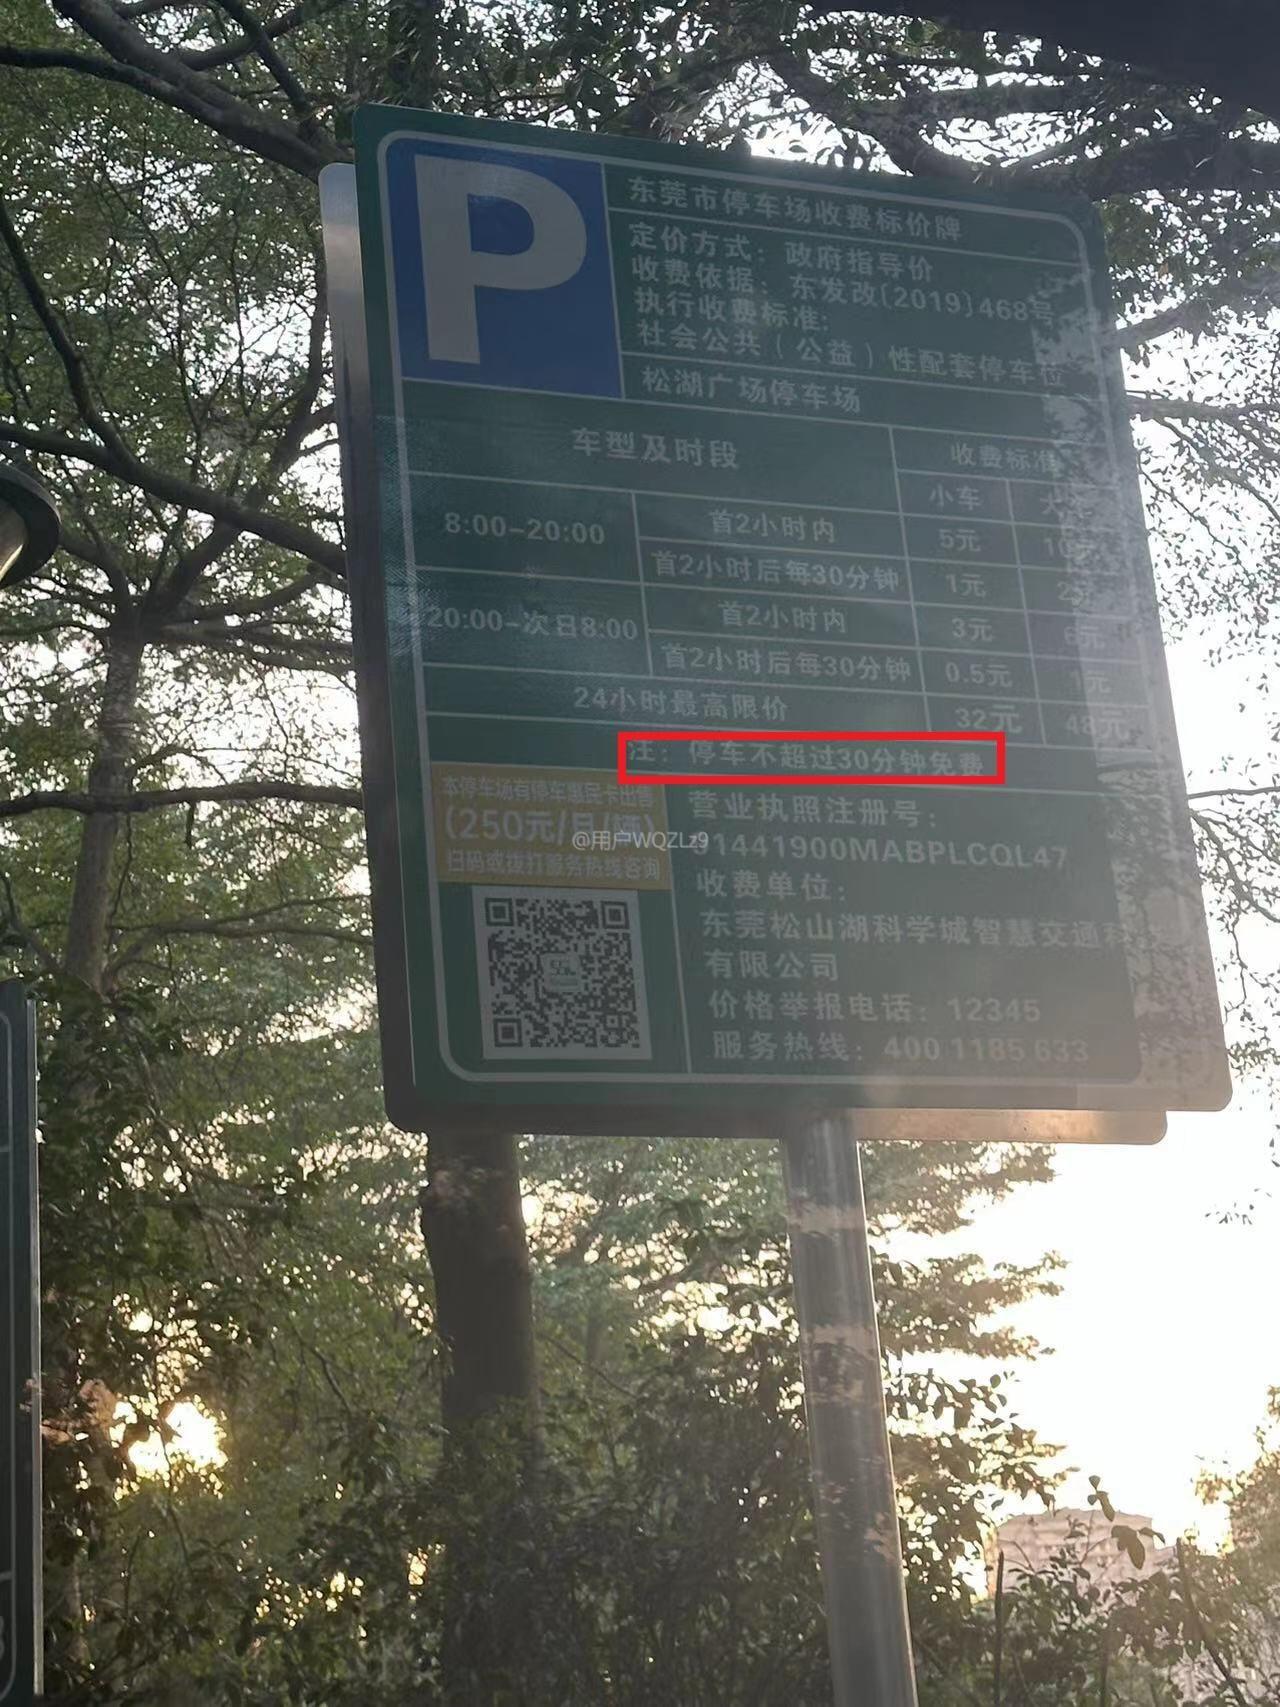 P
东莞市停车场收费标价牌
定价方式：政府指导价
收费依据：东发改〔2019〕468号
执行收费标准：
社会公共（公益）性配套停车位
松湖广场停车场
车型及时段
收费标准
小车
8:00-20:00
首2小时内
5元
首2小时后每30分钟
1元
20:00-次日8:00
首2小时内
3元
6元
首2小时后每30分钟
0.5元
1元
24小时最高限价
32元
48元
注：停车不超过30分钟免费
本停车场有停车惠民卡出售
(250元/月/辆)
扫码或拨打服务热线咨询
@用户WQZLz9
营业执照注册号：
91441900MABPLCQL47
收费单位：
东莞松山湖科学城智慧交通科
有限公司
价格举报电话：12345
服务热线：400 1185 633